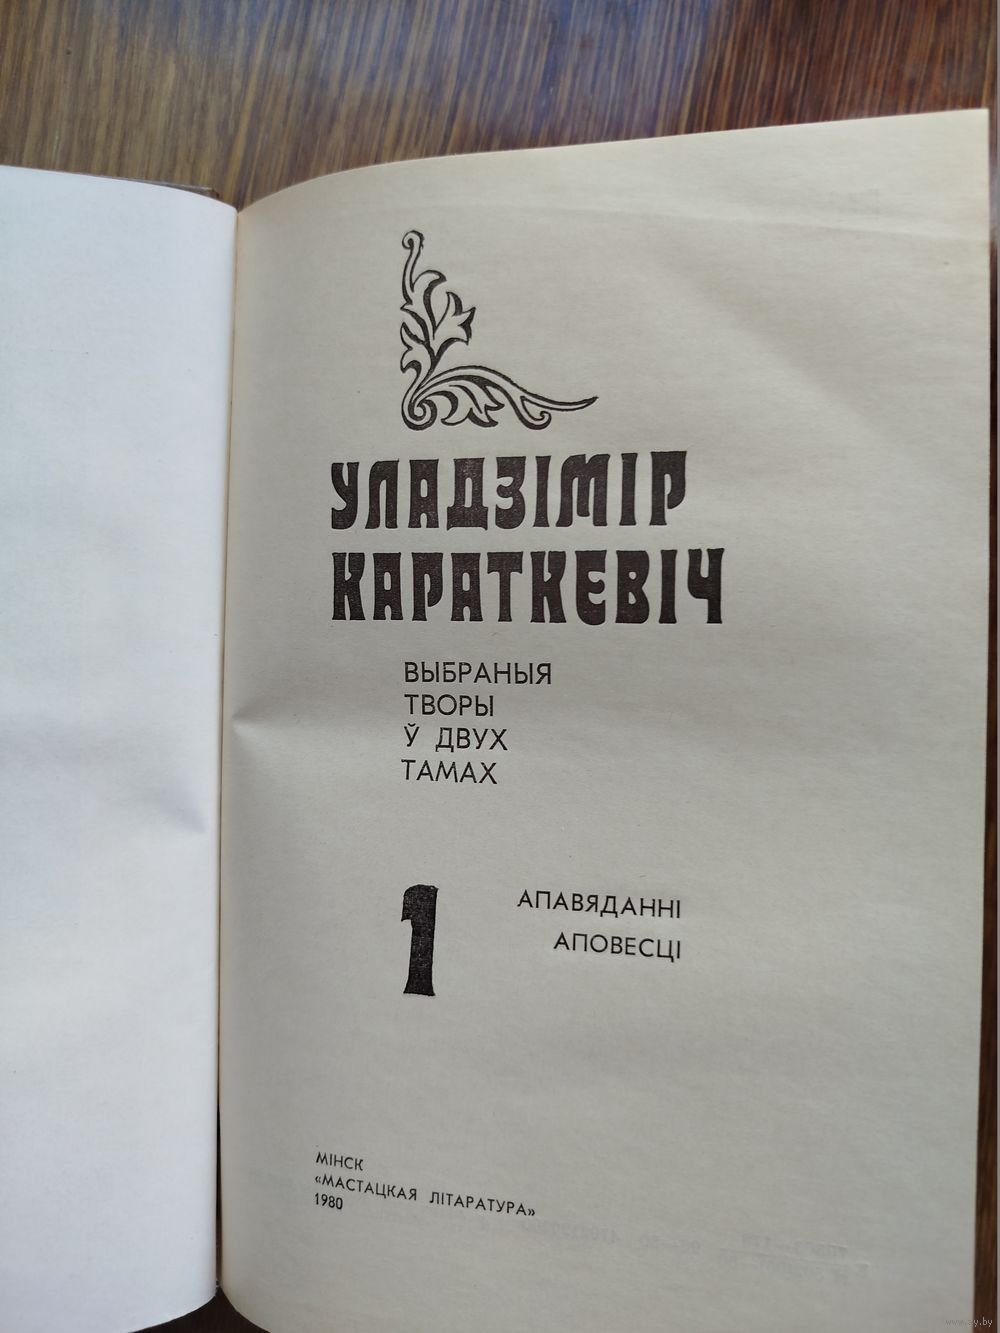 УЛАДЗІМІР
КАРАТКЕВІЧ
ВЫБРАНЫЯ
ТВОРЫ
Ў ДВУХ
ТАМАХ
1
АПАВЯДАННІ
АПОВЕСЦІ
МІНСК
«МАСТАЦКАЯ ЛІТАРАТУРА»
1980